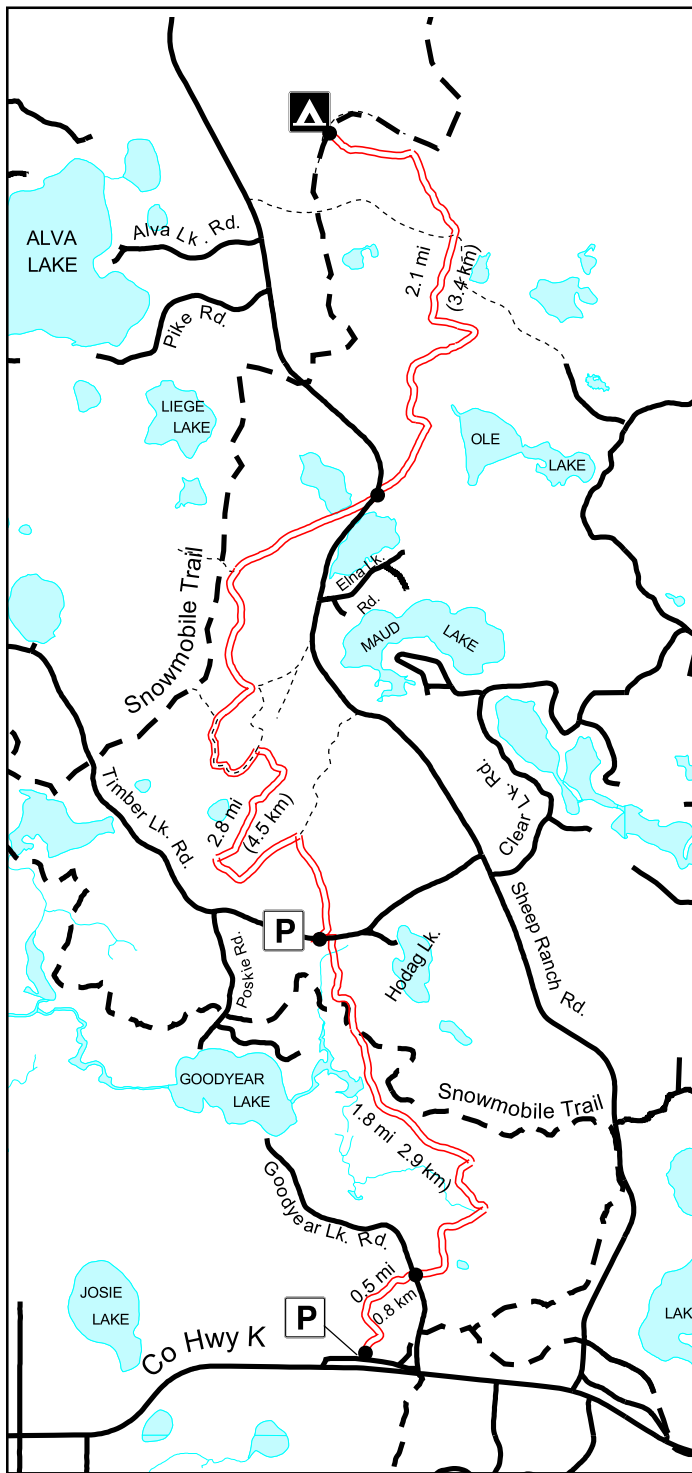 Alva Lk. Rd.
ALVA
LAKE
2.1 mi
(3.4 km)
Pike Rd.
LIEGE
LAKE
OLE
LAKE
Snowmobile Trail
Elna Lk.
Rd.
MAUD
LAKE
Timber Lk. Rd.
2.8 mi
(4.5 km)
Clear Lk. Rd.
Sheep Ranch Rd.
P
Poskie Rd.
Hodag Lk.
GOODYEAR
LAKE
Snowmobile Trail
1.8 mi 2.9 km)
Goodyear Lk. Rd.
0.5 mi
0.8 km
JOSIE
LAKE
P
LAK
Co Hwy K